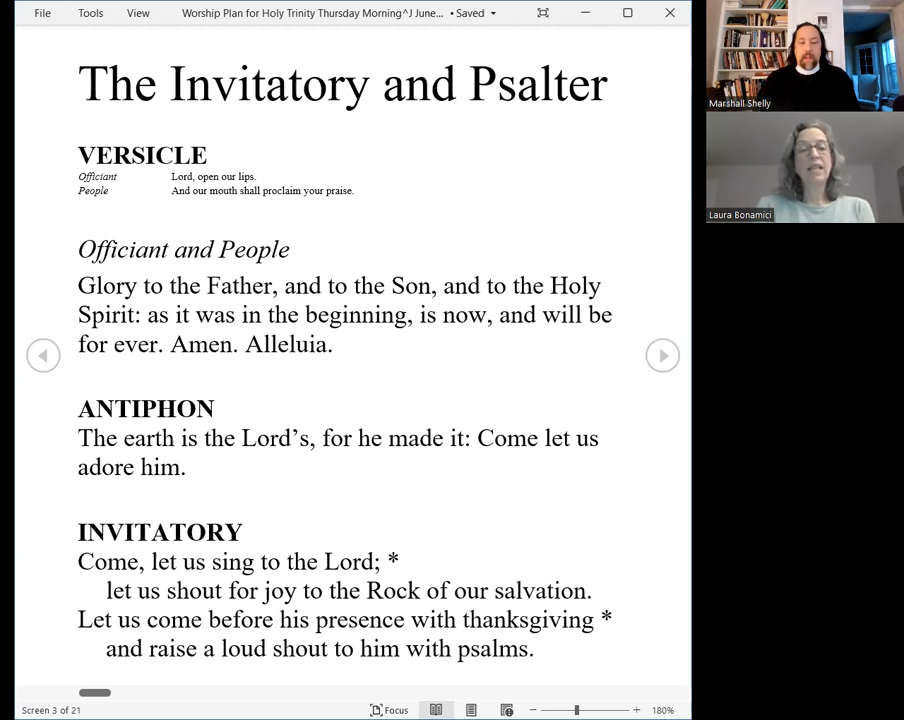 File Tools View Worship Plan for Holy Trinity Thursday Morning^J June... • Saved
The Invitatory and Psalter
VERSICLE
Officiant Lord, open our lips.
People And our mouth shall proclaim your praise.
Officiant and People
Glory to the Father, and to the Son, and to the Holy
Spirit: as it was in the beginning, is now, and will be
for ever. Amen. Alleluia.
ANTIPHON
The earth is the Lord’s, for he made it: Come let us
adore him.
INVITATORY
Come, let us sing to the Lord; *
let us shout for joy to the Rock of our salvation.
Let us come before his presence with thanksgiving *
and raise a loud shout to him with psalms.
Screen 3 of 21 Focus 180%
Marshall Shelly
Laura Bonamici